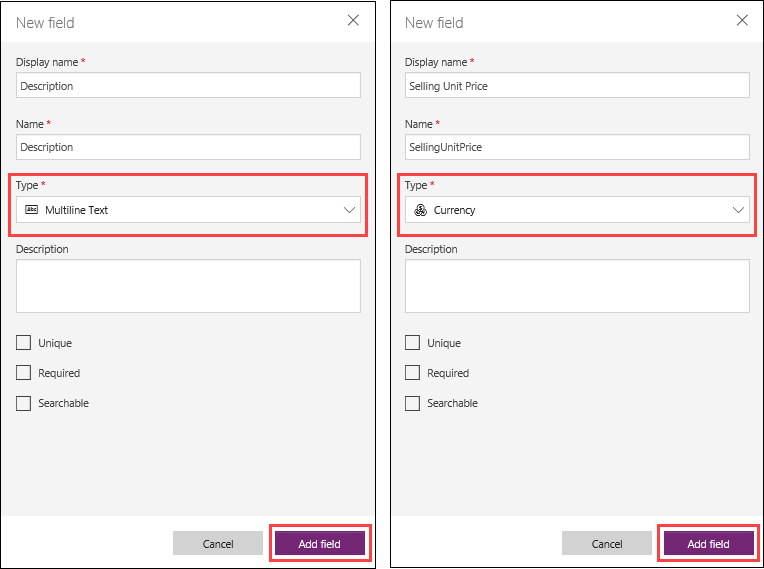 New field
Display name *
Description
Name *
Description
Type *
Abc Multiline Text
Description
Unique
Required
Searchable
Cancel Add field
New field
Display name *
Selling Unit Price
Name *
SellingUnitPrice
Type *
Currency
Description
Unique
Required
Searchable
Cancel Add field